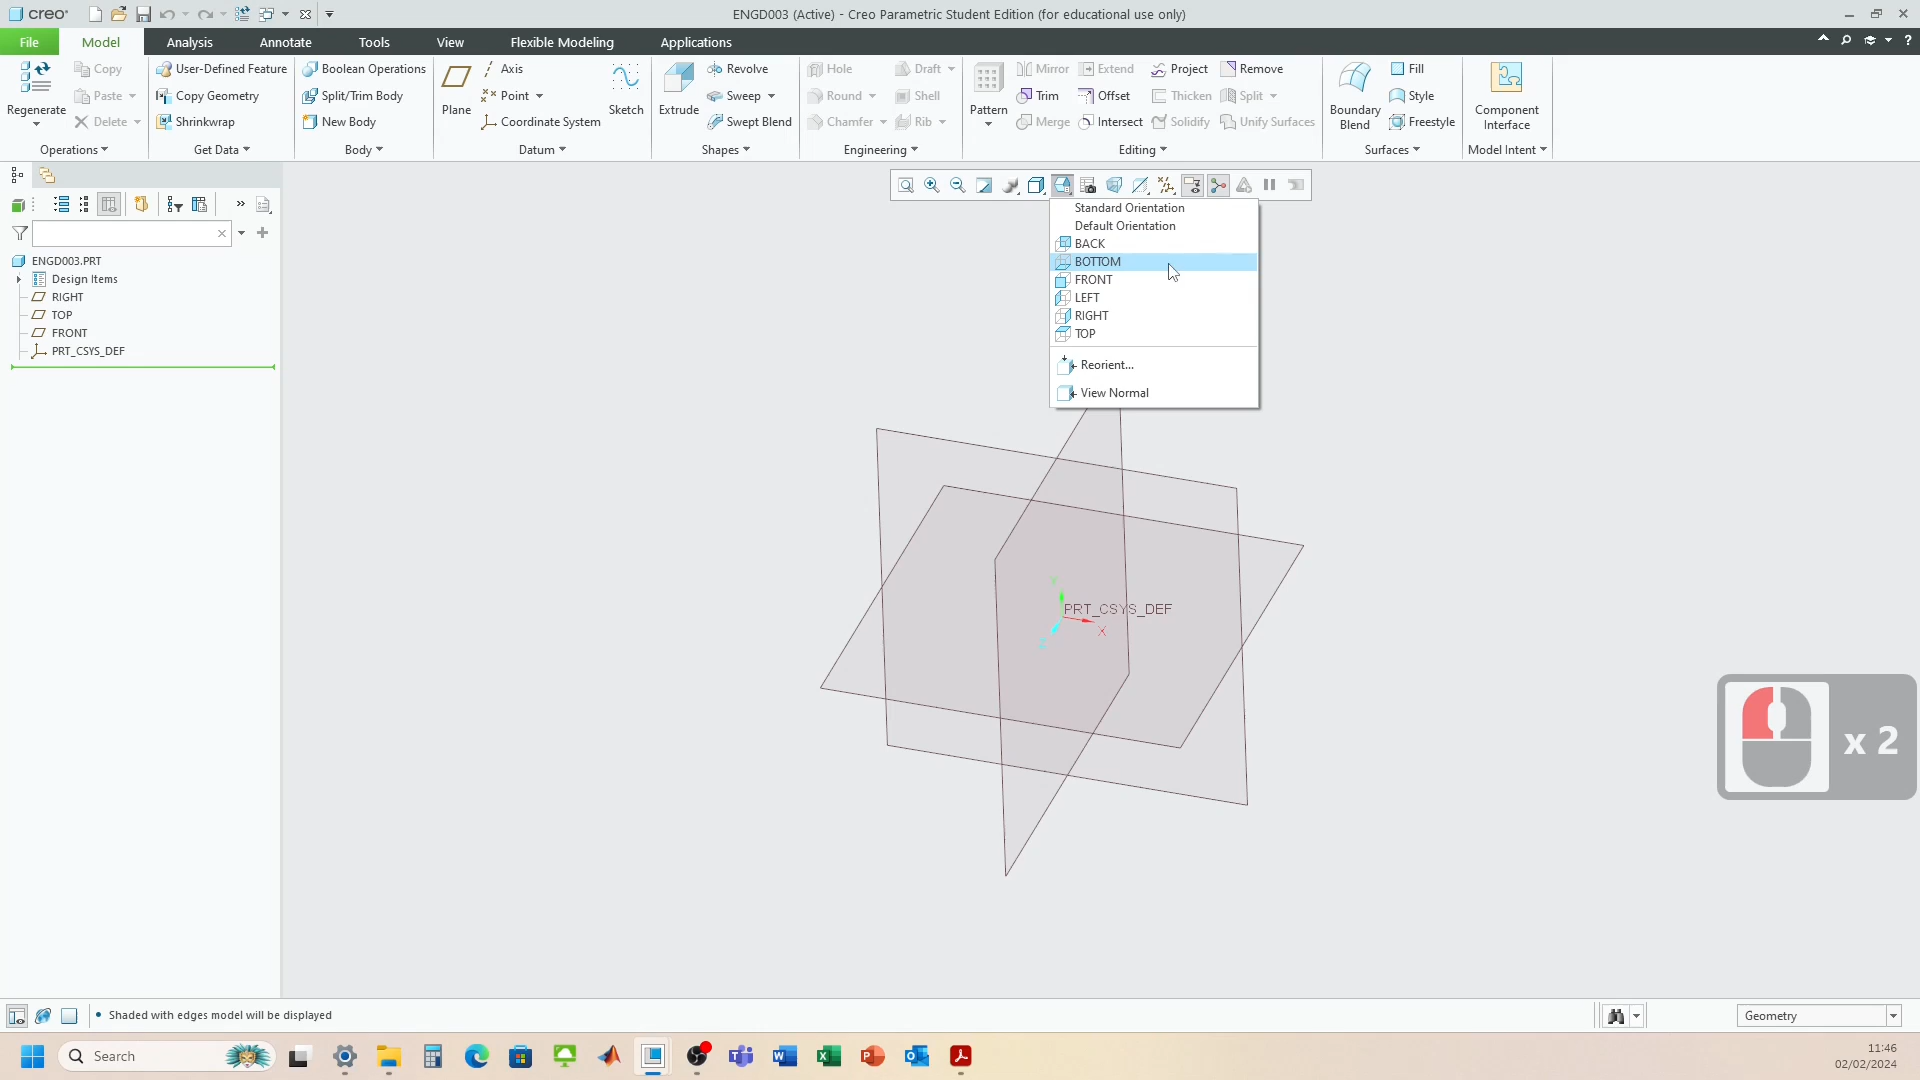 creo
ENGD003 (Active) - Creo Parametric Student Edition (for educational use only)
File Model Analysis Annotate Tools View Flexible Modeling Applications
Regenerate
Copy
Paste
Delete
Operations
User-Defined Feature
Copy Geometry
Shrinkwrap
Get Data
Boolean Operations
Split/Trim Body
New Body
Body
Plane
Axis
Point
Coordinate System
Sketch
Datum
Extrude
Revolve
Sweep
Swept Blend
Shapes
Hole
Round
Chamfer
Draft
Shell
Rib
Engineering
Pattern
Mirror
Trim
Merge
Extend
Offset
Intersect
Project
Thicken
Solidify
Remove
Split
Unify Surfaces
Editing
Boundary
Blend
Fill
Style
Freestyle
Surfaces
Component
Interface
Model Intent
ENGD003.PRT
Design Items
RIGHT
TOP
FRONT
PRT_CSYS_DEF
Standard Orientation
Default Orientation
BACK
BOTTOM
FRONT
LEFT
RIGHT
TOP
Reorient...
View Normal
Y
PRT_CSYS_DEF
X
Z
x 2
Shaded with edges model will be displayed
Geometry
Search
11:46
02/02/2024